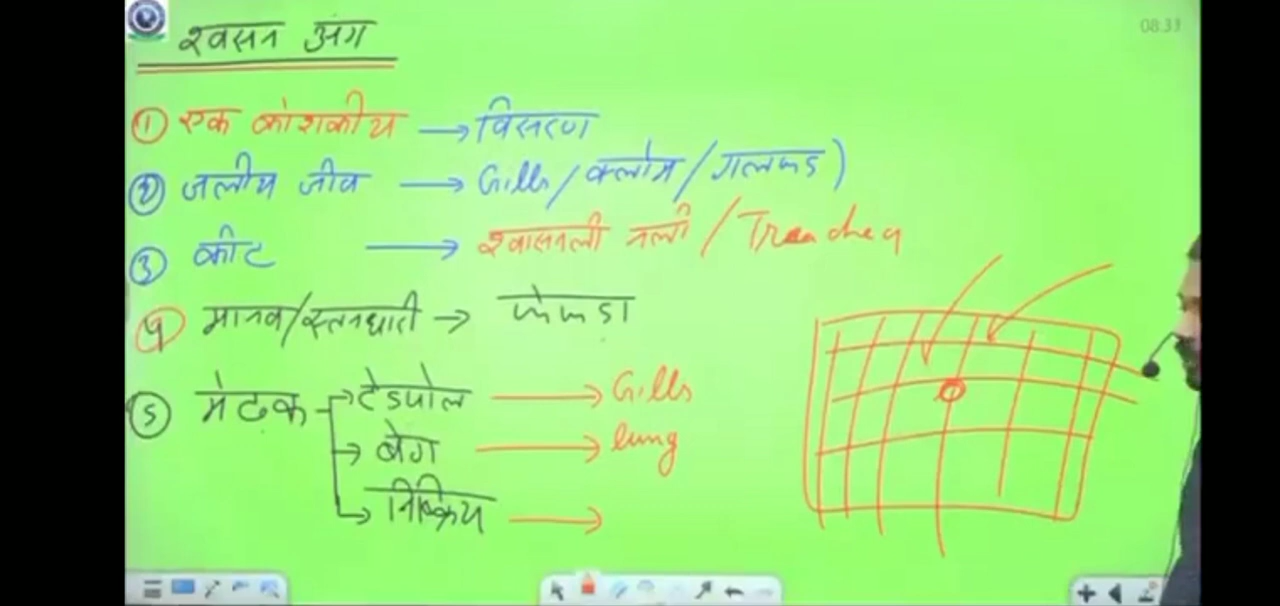 08:33
श्वसन अंग
① एक कोशकीय → विसरण
② जलीय जीव → Gills/क्लोम/गलफड)
③ कीट → श्वासनली नली/Treachea
④ मानव/स्तनधारी → फेफडा
⑤ मेढक → टेडपोल → Gills
→ बेंग → lung
→ निष्क्रिय →